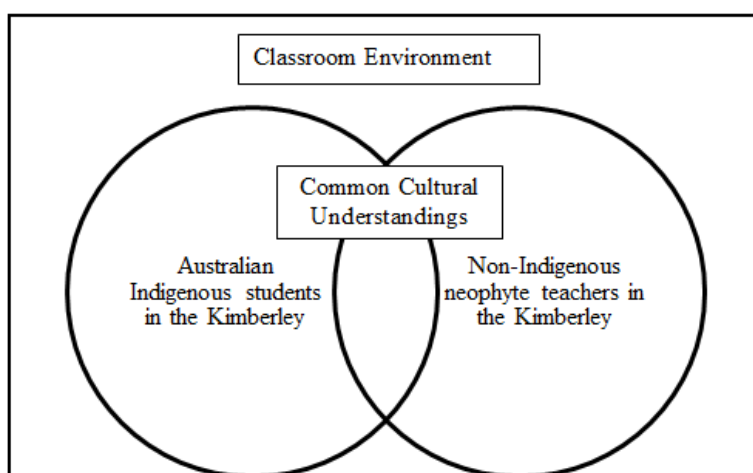 Classroom Environment
Common Cultural
Understandings
Australian
Indigenous students
in the Kimberley
Non-Indigenous
neophyte teachers in
the Kimberley